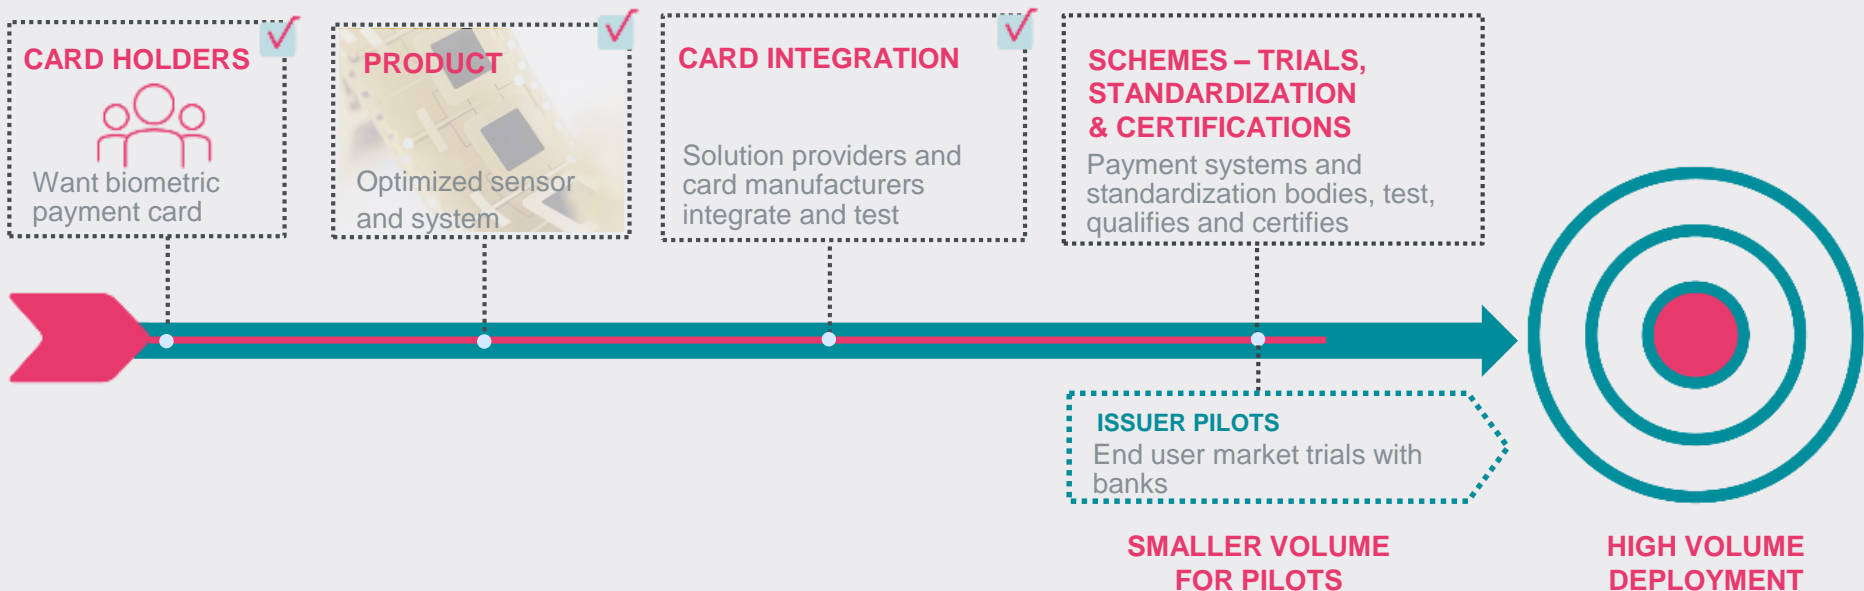 CARD HOLDERS
Want biometric
payment card
PRODUCT
Optimized sensor
and system
CARD INTEGRATION
Solution providers and
card manufacturers
integrate and test
SCHEMES – TRIALS,
STANDARDIZATION
& CERTIFICATIONS
Payment systems and
standardization bodies, test,
qualifies and certifies
ISSUER PILOTS
End user market trials with
banks
SMALLER VOLUME
FOR PILOTS
HIGH VOLUME
DEPLOYMENT